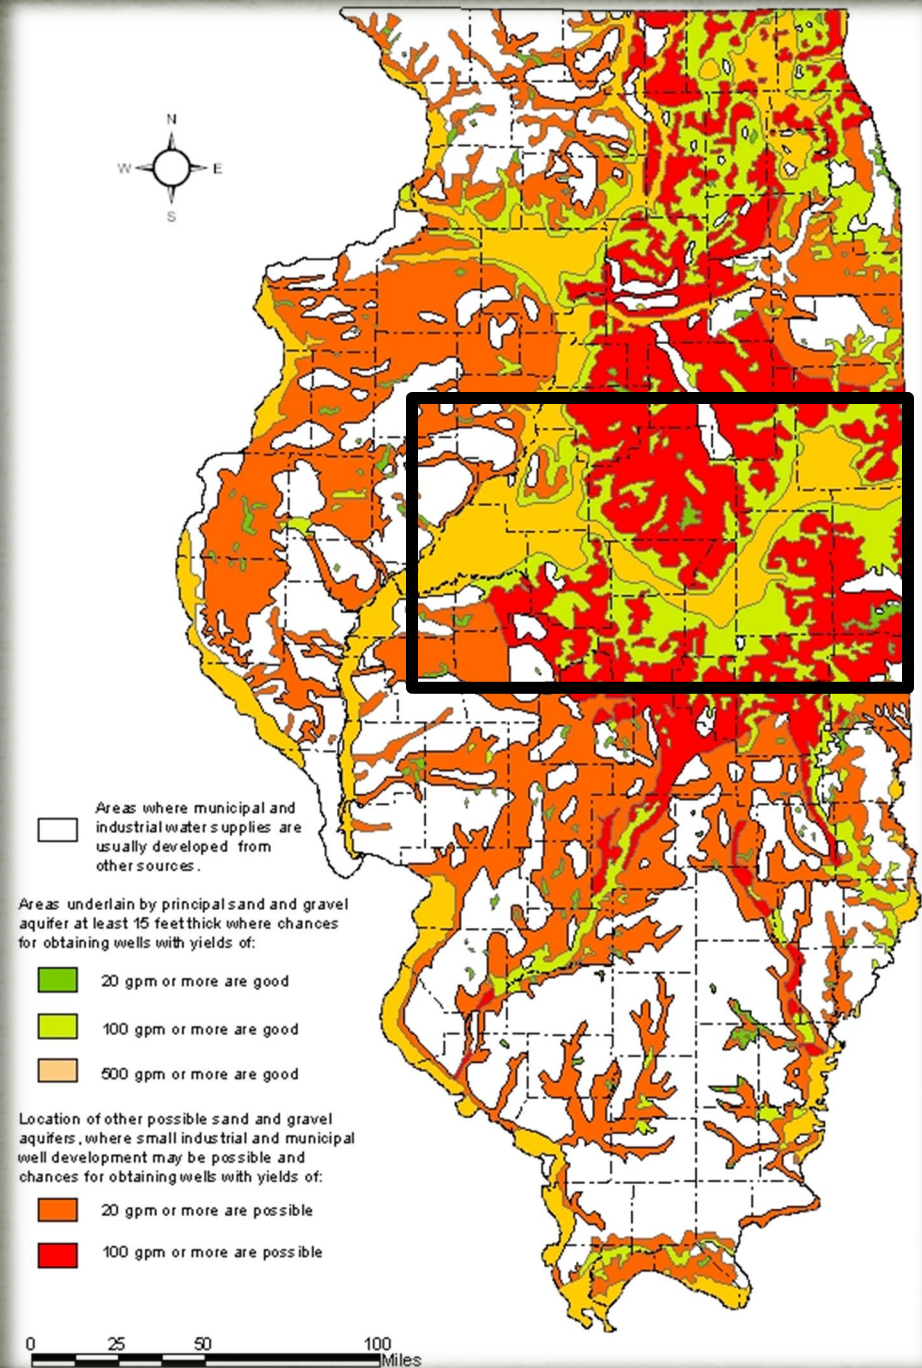 N
W E
S
Areas where municipal and
industrial water supplies are
usually developed from
other sources.
Areas underlain by principal sand and gravel
aquifer at least 15 feet thick where chances
for obtaining wells with yields of:
20 gpm or more are good
100 gpm or more are good
500 gpm or more are good
Location of other possible sand and gravel
aquifers, where small industrial and municipal
well development may be possible and
chances for obtaining wells with yields of:
20 gpm or more are possible
100 gpm or more are possible
0 25 50 100
Miles